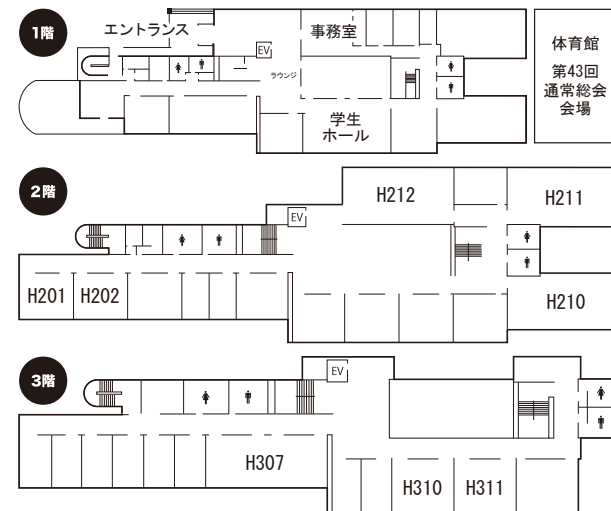 1階
エントランス
事務室
EV
ラウンジ
学生
ホール
体育館
第43回
通常総会
会場
2階
H212
H211
EV
H201
H202
H210
3階
EV
H307
H310
H311